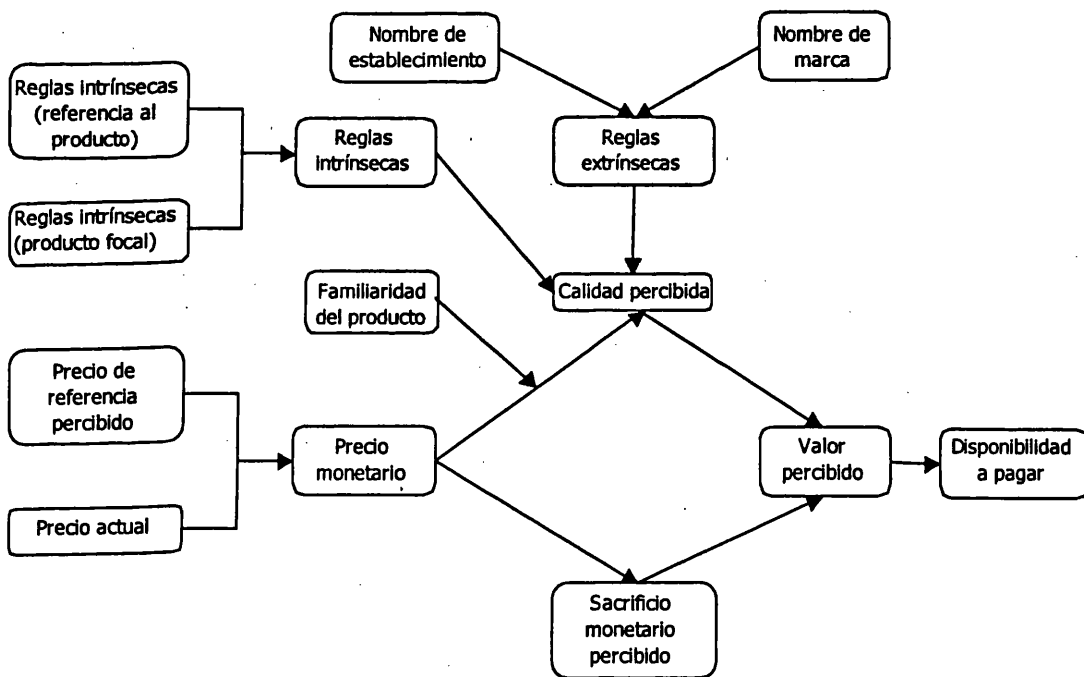 Nombre de
establecimiento
Nombre de
marca
Reglas intrínsecas
(referencia al
producto)
Reglas
intrínsecas
Reglas
extrínsecas
Reglas intrínsecas
(producto focal)
Familiaridad
del producto
Calidad percibida
Precio de
referencia
percibido
Precio
monetario
Valor
percibido
Disponibilidad
a pagar
Precio actual
Sacrificio
monetario
percibido